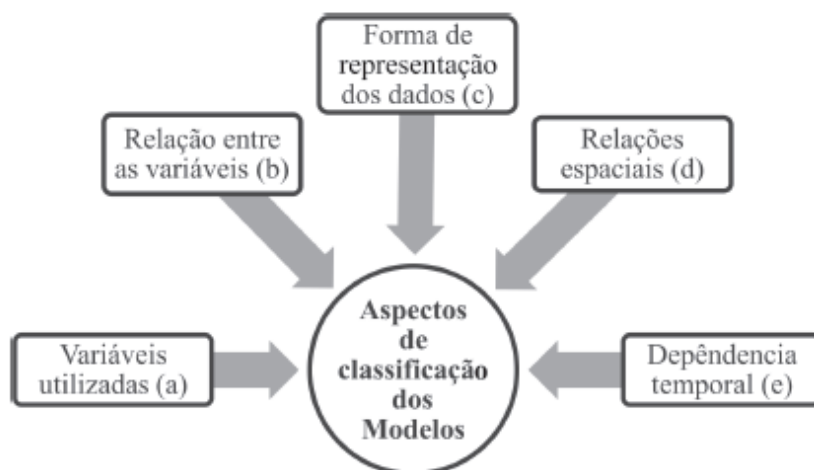 Forma de
representação
dos dados (c)
Relação entre
as variáveis (b)
Relações
espaciais (d)
Variáveis
utilizadas (a)
Aspectos
de
classificação
dos
Modelos
Depêndencia
temporal (e)